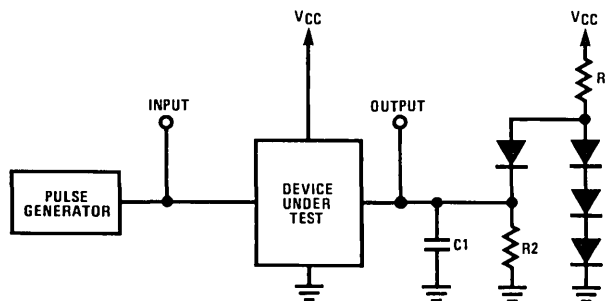 VCC
VCC
R
INPUT
OUTPUT
PULSE
GENERATOR
DEVICE
UNDER
TEST
C1
R2